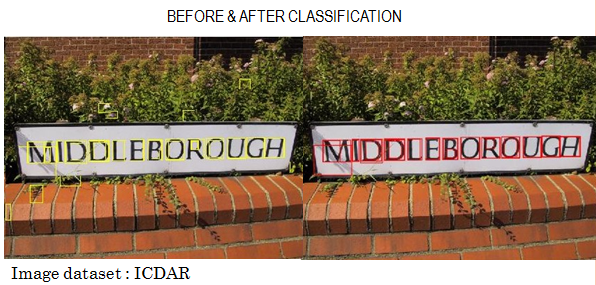 BEFORE & AFTER CLASSIFICATION
MIDDLEBOROUGH
MIDDLEBOROUGH
Image dataset : ICDAR